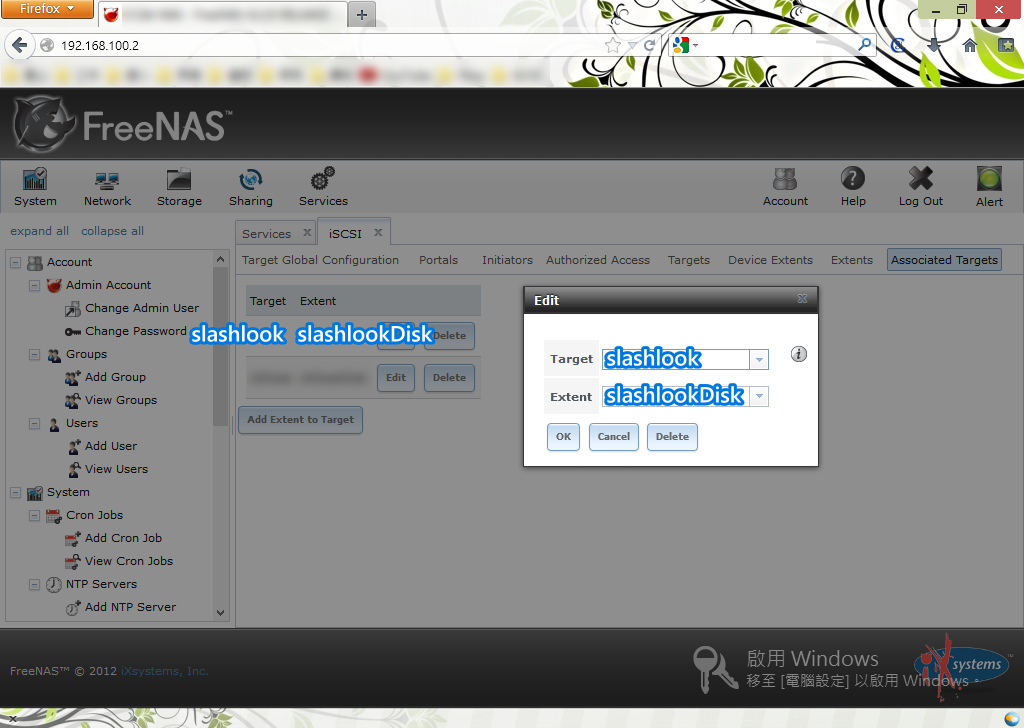 Firefox
192.168.100.2
FreeNAS™
System Network Storage Sharing Services Account Help Log Out Alert
expand all collapse all
Services iSCSI
Target Global Configuration Portals Initiators Authorized Access Targets Device Extents Extents Associated Targets
Account
Admin Account
Change Admin User
Change Password
Groups
Add Group
View Groups
Users
Add User
View Users
System
Cron Jobs
Add Cron Job
View Cron Jobs
NTP Servers
Add NTP Server
Target Extent
slashlook slashlookDisk Delete
Edit Delete
Add Extent to Target
Edit
Target slashlook
Extent slashlookDisk
OK Cancel Delete
FreeNAS™ © 2012 iXsystems, Inc.
啟用 Windows
移至 [電腦設定] 以啟用 Windows。
iXsystems™